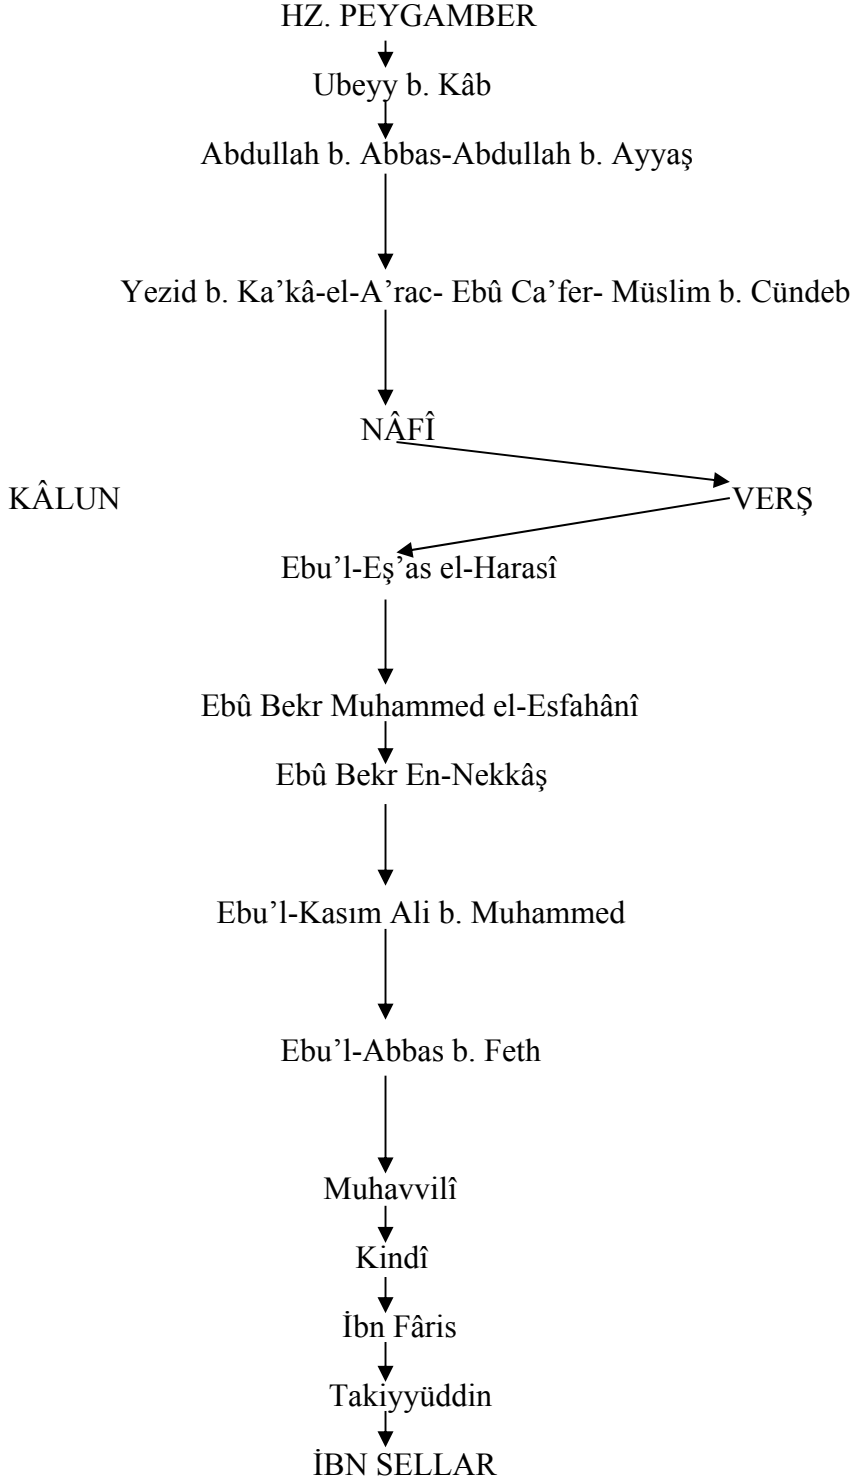 HZ. PEYGAMBER
Ubeyy b. Kâb
Abdullah b. Abbas-Abdullah b. Ayyaş
Yezid b. Ka’kâ-el-A’rac- Ebû Ca’fer- Müslim b. Cündeb
NÂFÎ
KÂLUN VERŞ
Ebu’l-Eş’as el-Harasî
Ebû Bekr Muhammed el-Esfahânî
Ebû Bekr En-Nekkâş
Ebu’l-Kasım Ali b. Muhammed
Ebu’l-Abbas b. Feth
Muhavvilî
Kindî
İbn Fâris
Takiyyüddin
İBN SELLAR